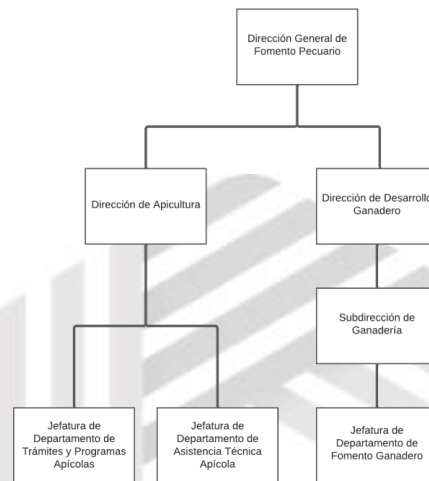 Dirección General de
Fomento Pecuario
Dirección de Apicultura
Dirección de Desarrollo
Ganadero
Subdirección de
Ganadería
Jefatura de
Departamento de
Trámites y Programas
Apícolas
Jefatura de
Departamento de
Asistencia Técnica
Apícola
Jefatura de
Departamento de
Fomento Ganadero